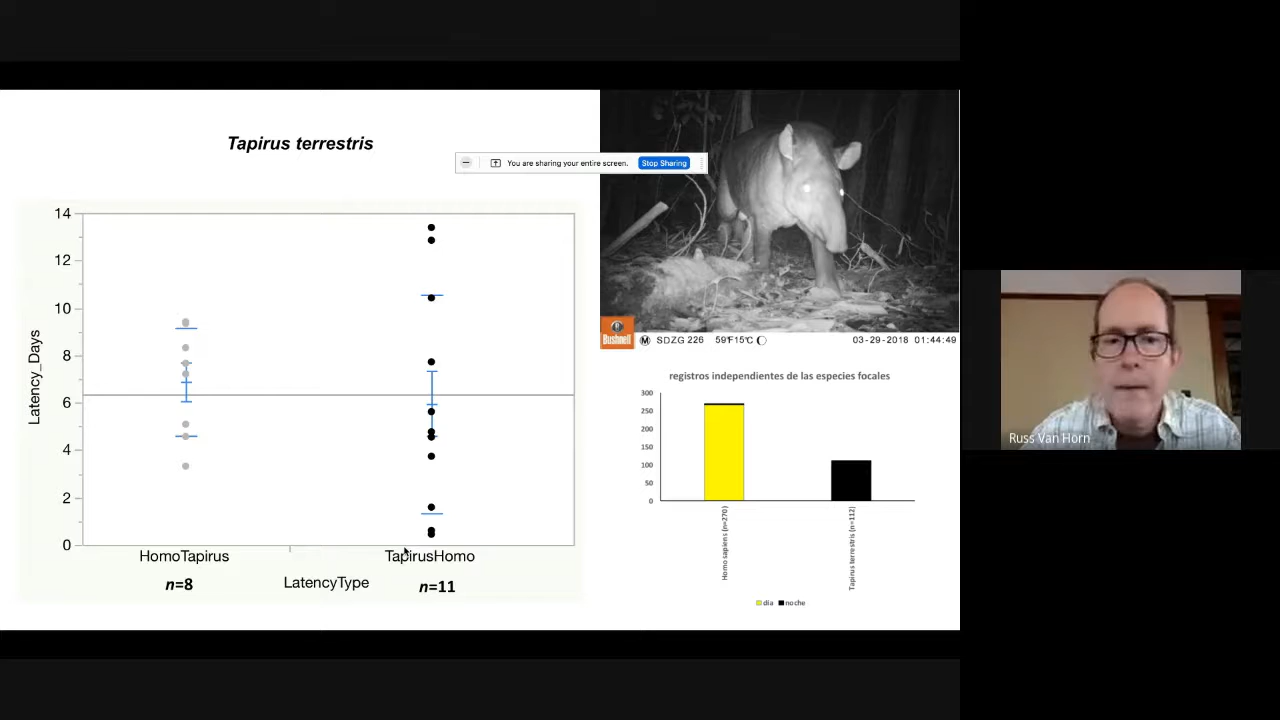 Tapirus terrestris
You are sharing your entire screen.
Stop Sharing
14
12
10
8
6
4
2
0
Latency_Days
HomoTapirus
TapirusHomo
n=8
LatencyType
n=11
Bushnell
M SDZG 226 59°F15°C 03-29-2018 01:44:49
registros independientes de las especies focales
300
250
200
150
100
50
0
Homo sapiens (n=270)
Tapirus terrestris (n=112)
día
noche
Russ Van Horn